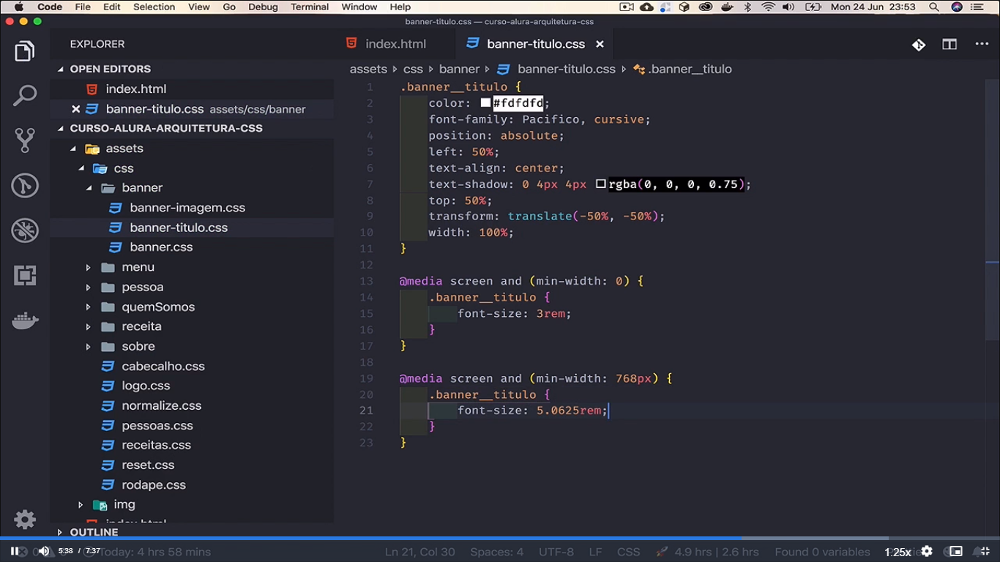 Code File Edit Selection View Go Debug Terminal Window Help Mon 24 Jun 23:53
banner-titulo.css — curso-alura-arquitetura-css
EXPLORER
OPEN EDITORS
index.html
banner-titulo.css assets/css/banner
CURSO-ALURA-ARQUITETURA-CSS
assets
css
banner
banner-imagem.css
banner-titulo.css
banner.css
menu
pessoa
quemSomos
receita
sobre
cabecalho.css
logo.css
normalize.css
pessoas.css
receitas.css
reset.css
rodape.css
img
index.html
OUTLINE
index.html banner-titulo.css
assets css banner banner-titulo.css .banner__titulo
1 .banner__titulo {
2 color: #fdfdfd;
3 font-family: Pacifico, cursive;
4 position: absolute;
5 left: 50%;
6 text-align: center;
7 text-shadow: 0 4px 4px rgba(0, 0, 0, 0.75);
8 top: 50%;
9 transform: translate(-50%, -50%);
10 width: 100%;
11 }
12
13 @media screen and (min-width: 0) {
14 .banner__titulo {
15 font-size: 3rem;
16 }
17 }
18
19 @media screen and (min-width: 768px) {
20 .banner__titulo {
21 font-size: 5.0625rem;
22 }
23 }
5:38 / 7:37 Today: 4 hrs 58 mins Ln 21, Col 30 Spaces: 4 UTF-8 LF CSS 4.9 hrs | 2.6 hrs Found 0 variables 1.25x